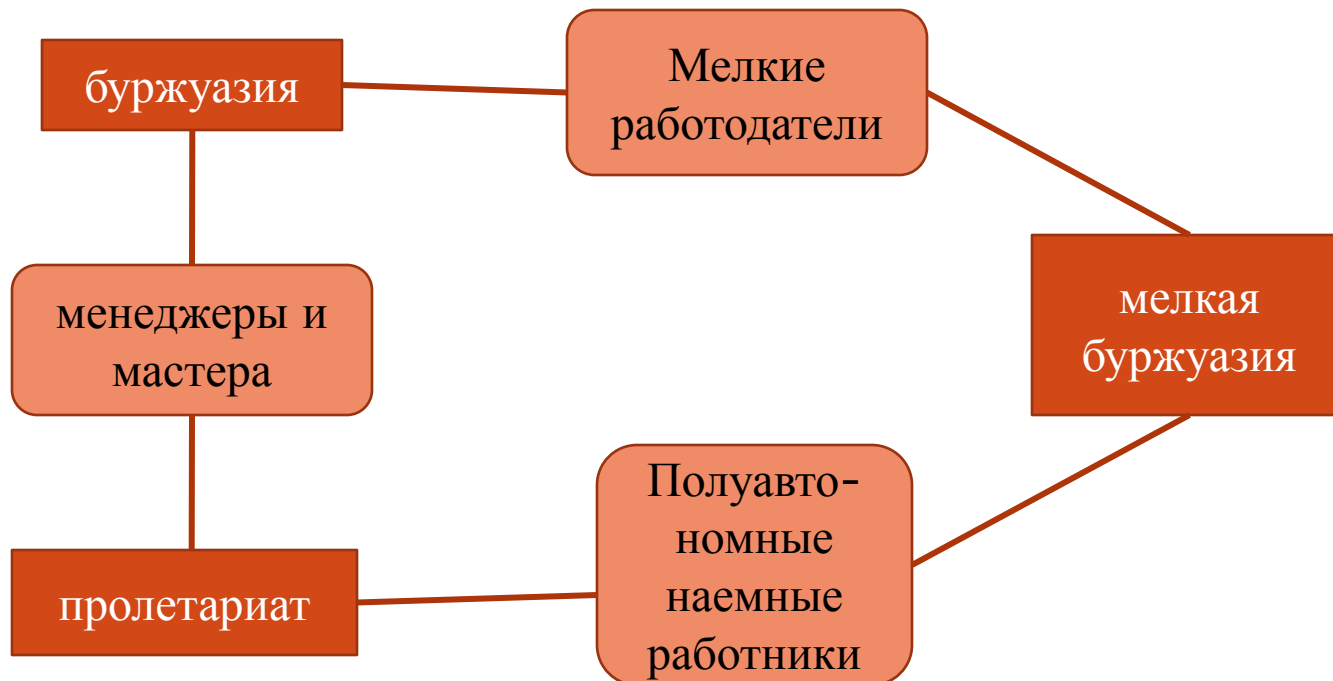 буржуазия
Мелкие
работодатели
менеджеры и
мастера
мелкая
буржуазия
пролетариат
Полуавто-
номные
наемные
работники